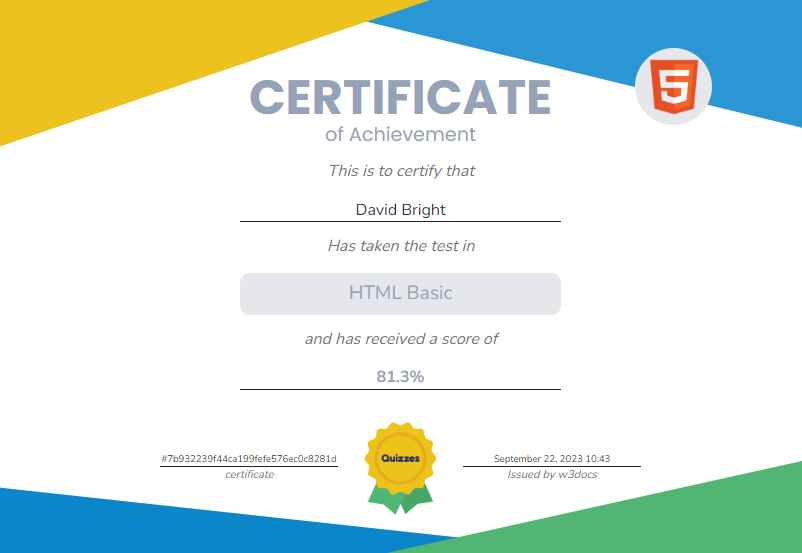 CERTIFICATE
of Achievement
This is to certify that
David Bright
Has taken the test in
HTML Basic
and has received a score of
81.3%
#7b932239f44ca199fefe576ec0c8281d
certificate
Quizzes
September 22, 2023 10:43
Issued by w3docs